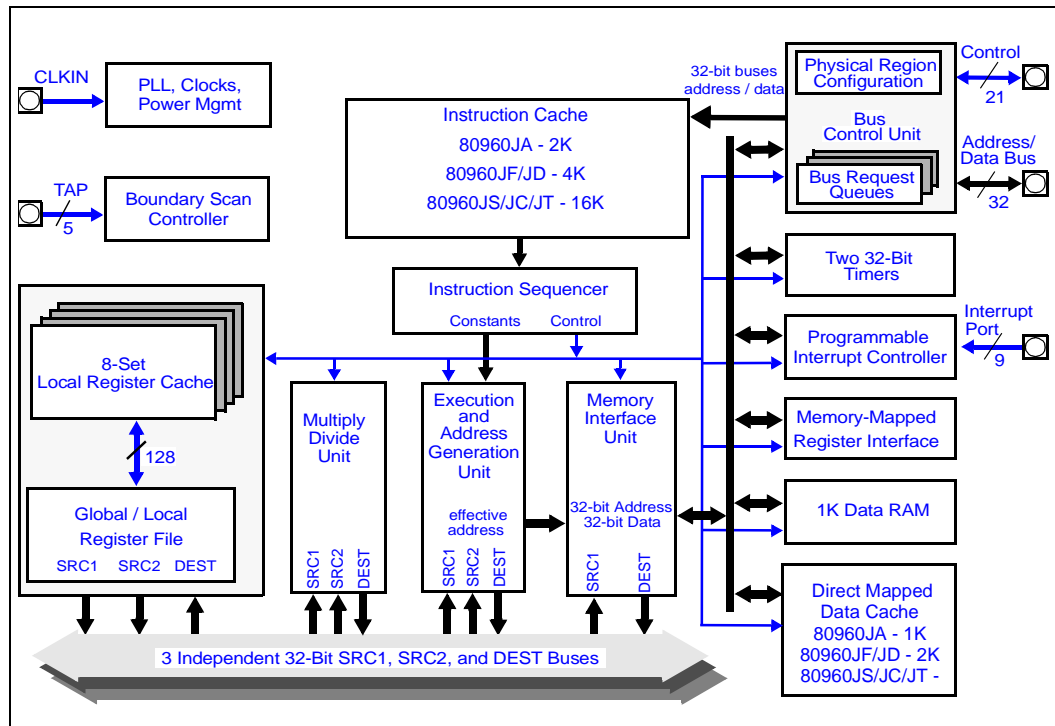 CLKIN
PLL, Clocks,
Power Mgmt
TAP
5
Boundary Scan
Controller
Instruction Cache
80960JA - 2K
80960JF/JD - 4K
80960JS/JC/JT - 16K
32-bit buses
address / data
Physical Region
Configuration
Bus
Control Unit
Bus Request
Queues
Control
21
Address/
Data Bus
32
Instruction Sequencer
Constants Control
Two 32-Bit
Timers
Programmable
Interrupt Controller
Interrupt
Port
9
Memory-Mapped
Register Interface
1K Data RAM
Direct Mapped
Data Cache
80960JA - 1K
80960JF/JD - 2K
80960JS/JC/JT -
8-Set
Local Register Cache
128
Global / Local
Register File
SRC1 SRC2 DEST
Multiply
Divide
Unit
SRC1
SRC2
DEST
Execution
and
Address
Generation
Unit
effective
address
SRC1
SRC2
DEST
Memory
Interface
Unit
32-bit Address
32-bit Data
SRC1
DEST
3 Independent 32-Bit SRC1, SRC2, and DEST Buses